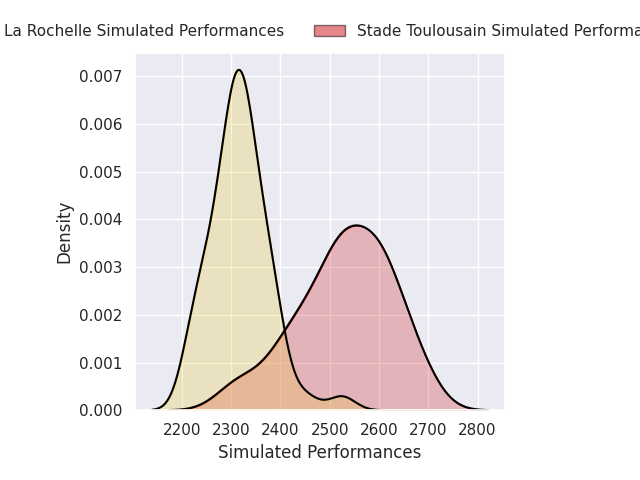 La Rochelle Simulated Performances
Stade Toulousain Simulated
0.007
0.006
0.005
0.004
0.003
0.002
0.001
0.000
Density
2200 2300 2400 2500 2600 2700 2800
Simulated Performances